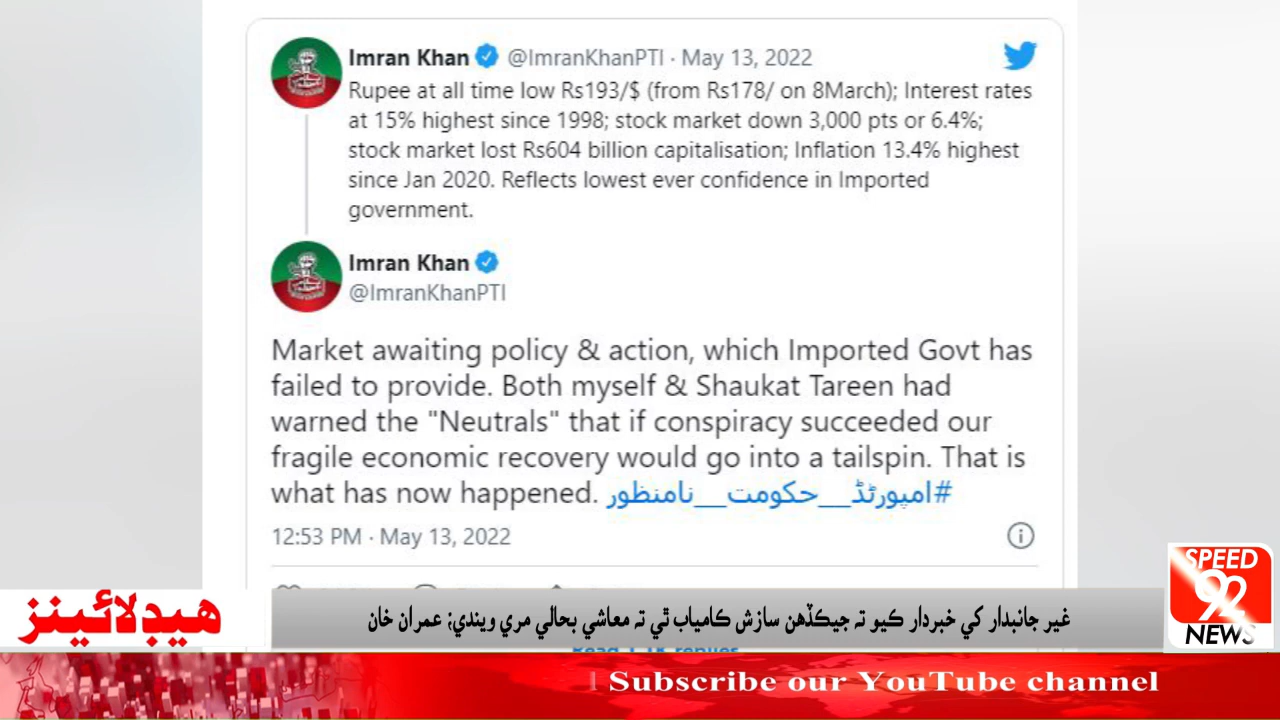 Imran Khan @ImranKhanPTI · May 13, 2022
Rupee at all time low Rs193/$ (from Rs178/ on 8March); Interest rates
at 15% highest since 1998; stock market down 3,000 pts or 6.4%;
stock market lost Rs604 billion capitalisation; Inflation 13.4% highest
since Jan 2020. Reflects lowest ever confidence in Imported
government.
Imran Khan
@ImranKhanPTI
Market awaiting policy & action, which Imported Govt has
failed to provide. Both myself & Shaukat Tareen had
warned the "Neutrals" that if conspiracy succeeded our
fragile economic recovery would go into a tailspin. That is
what has now happened. #امپورٹڈ__حکومت__نامنظور
12:53 PM · May 13, 2022
هيڊلائينز
غير جانبدار کي خبردار ڪيو تہ جيڪڏهن سازش ڪامياب ٿي تہ معاشي بحالي مري ويندي؛ عمران خان
SPEED
92
NEWS
Subscribe our YouTube channel